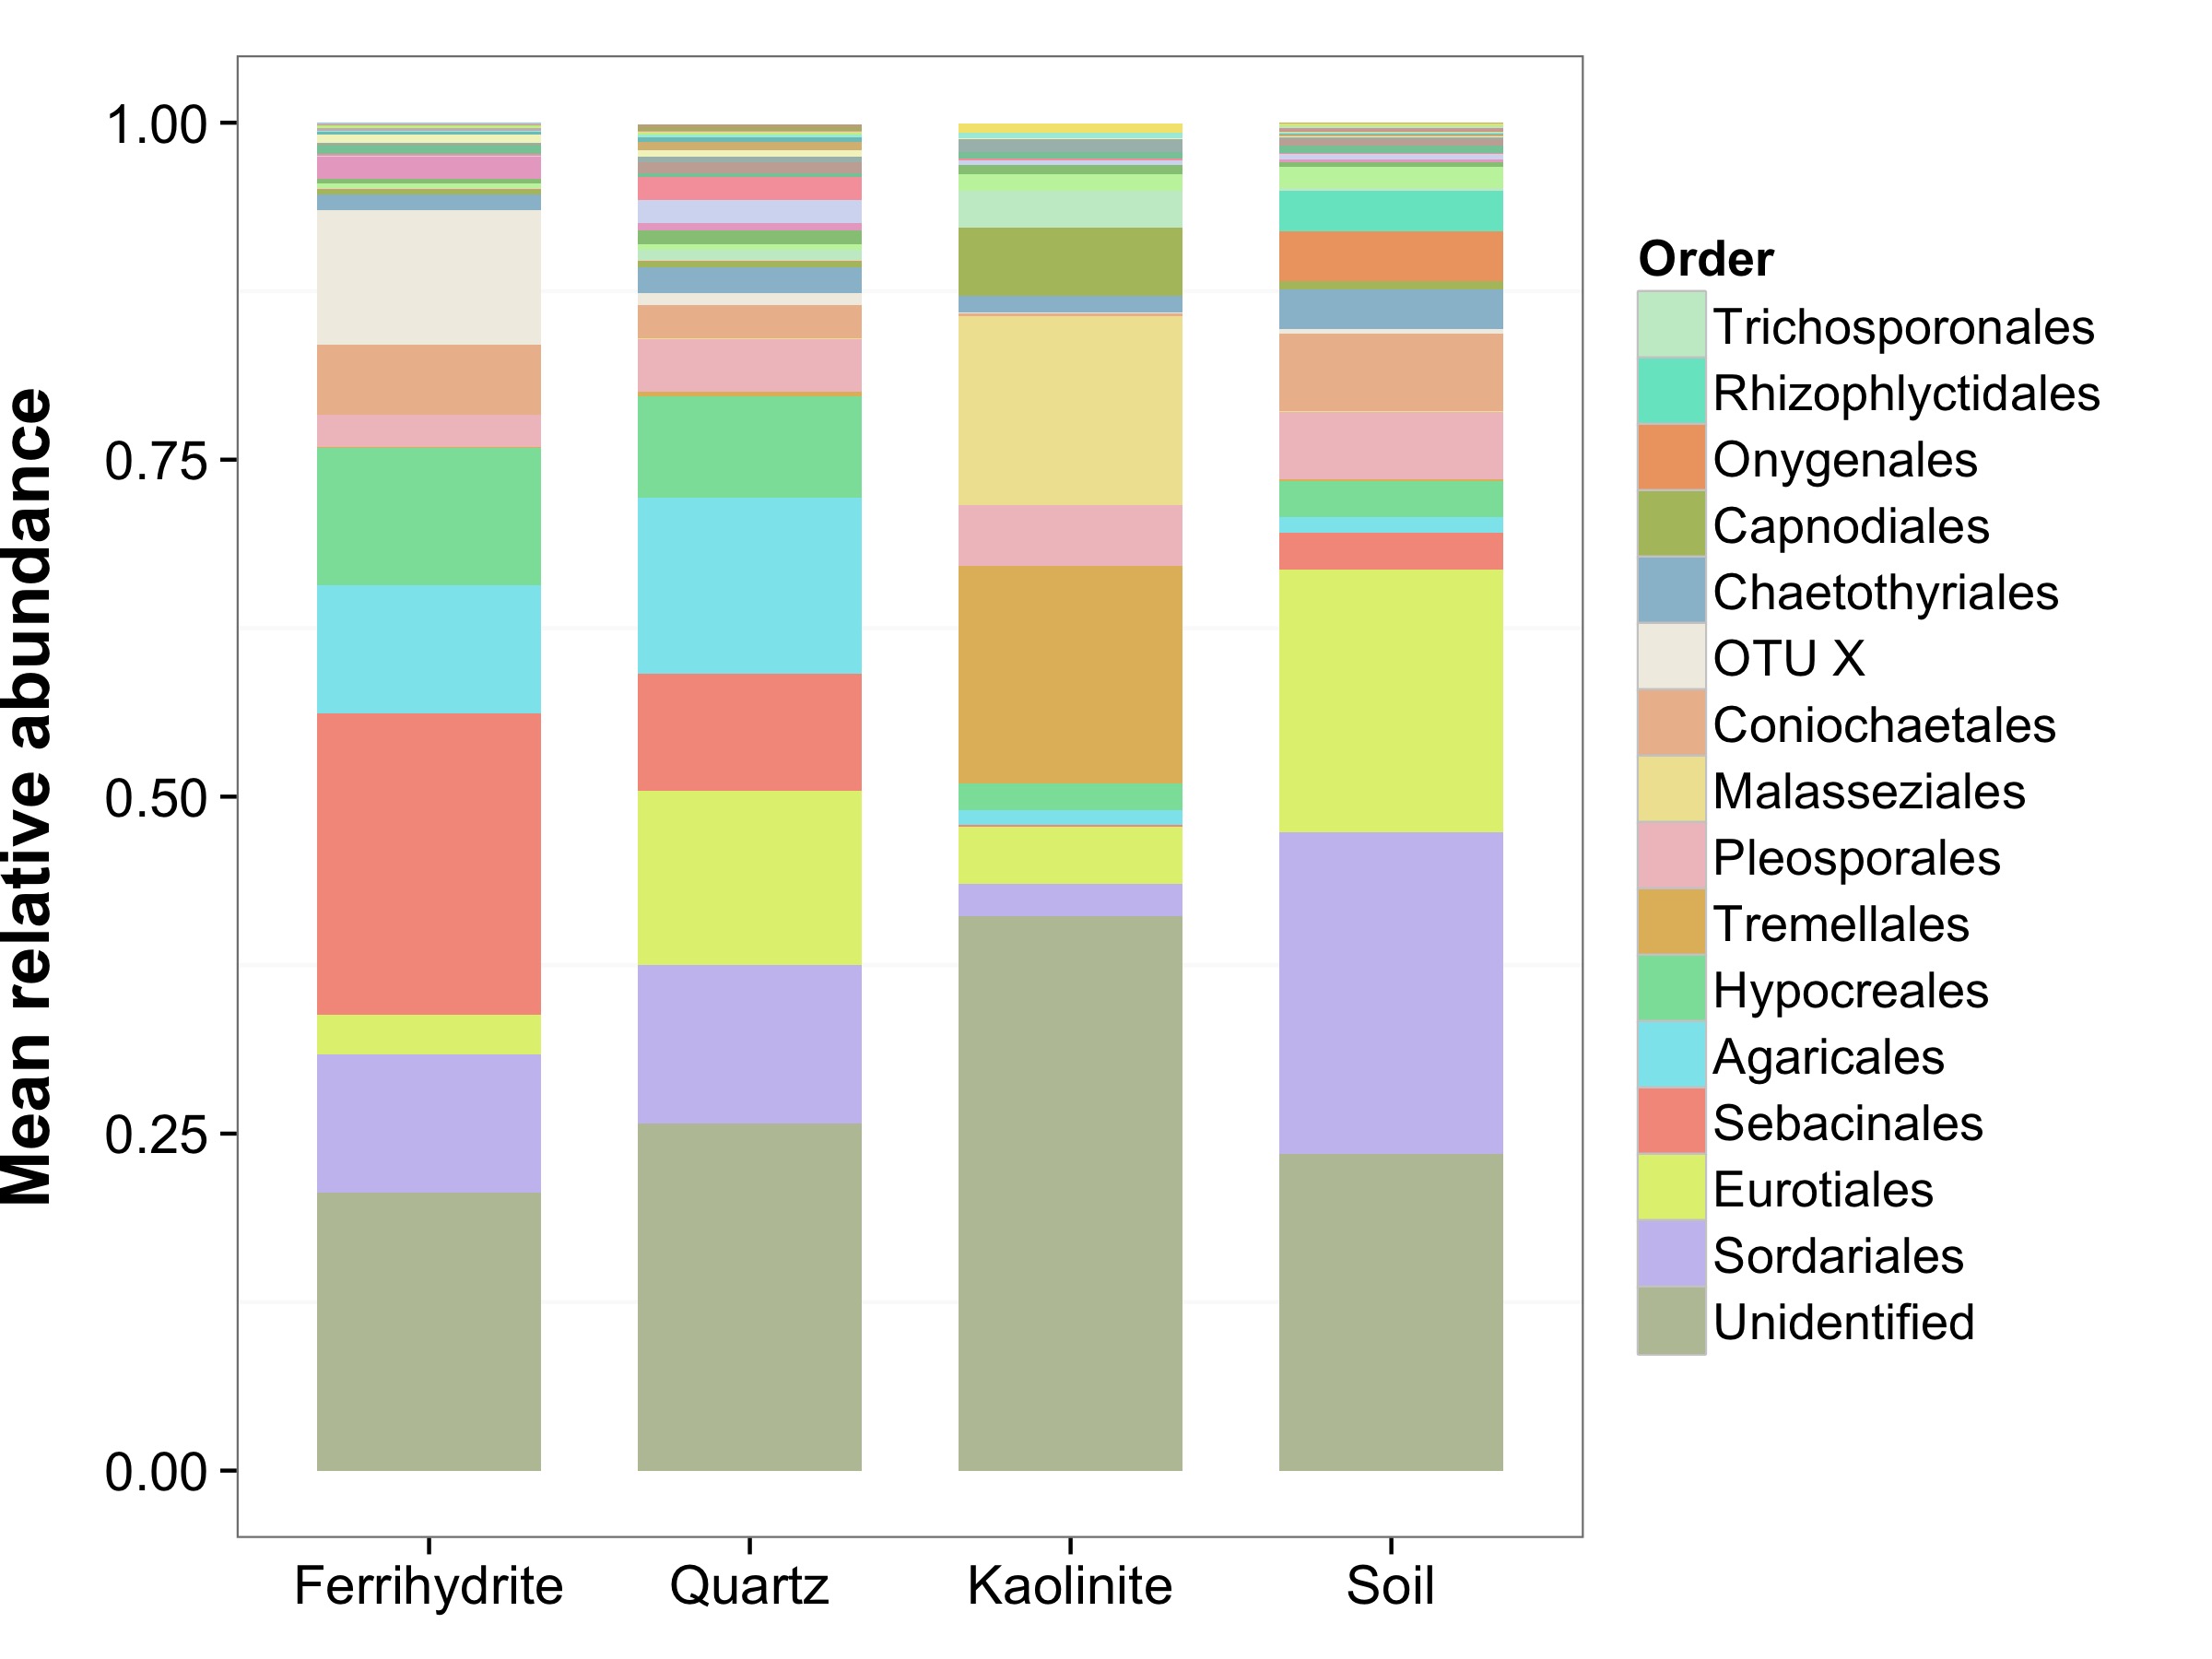 Mean relative abundance
1.00
0.75
0.50
0.25
0.00
Ferrihydrite
Quartz
Kaolinite
Soil
Order
Trichosporonales
Rhizophlyctidales
Onygenales
Capnodiales
Chaetothyriales
OTU X
Coniochaetales
Malasseziales
Pleosporales
Tremellales
Hypocreales
Agaricales
Sebacinales
Eurotiales
Sordariales
Unidentified